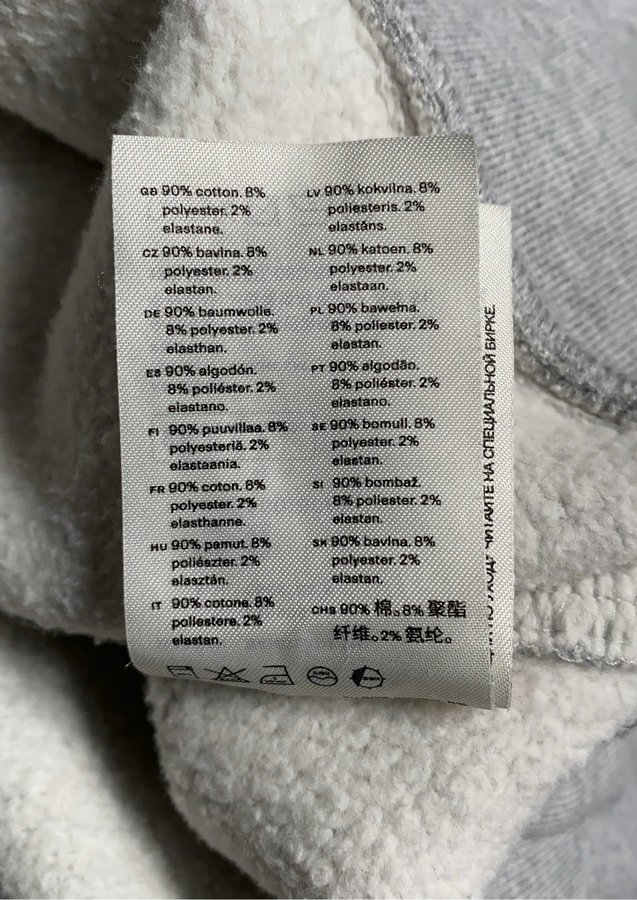 GB 90% cotton. 8%
polyester. 2%
elastane.
CZ 90% bavlna. 8%
polyester. 2%
elastan.
DE 90% baumwolle.
8% polyester. 2%
elasthan.
ES 90% algodón.
8% poliéster. 2%
elastano.
FI 90% puuvillaa. 8%
polyesteriä. 2%
elastaania.
FR 90% coton. 8%
polyester. 2%
elasthanne.
HU 90% pamut. 8%
poliészter. 2%
elasztán.
IT 90% cotone. 8%
poliestere. 2%
elastan.
LV 90% kokvilna. 8%
poliesteris. 2%
elastāns.
NL 90% katoen. 8%
polyester. 2%
elastaan.
PL 90% bawełna.
8% poliester. 2%
elastan.
PT 90% algodão.
8% poliéster. 2%
elastano.
SE 90% bomull. 8%
polyester. 2%
elastan.
SI 90% bombaž.
8% poliester. 2%
elastan.
SK 90% bavlna. 8%
polyester. 2%
elastan.
CHS 90% 棉。8% 聚酯
纤维。2% 氨纶。
ЧИТАЙТЕ НА СПЕЦИАЛЬНОЙ БИРКЕ.